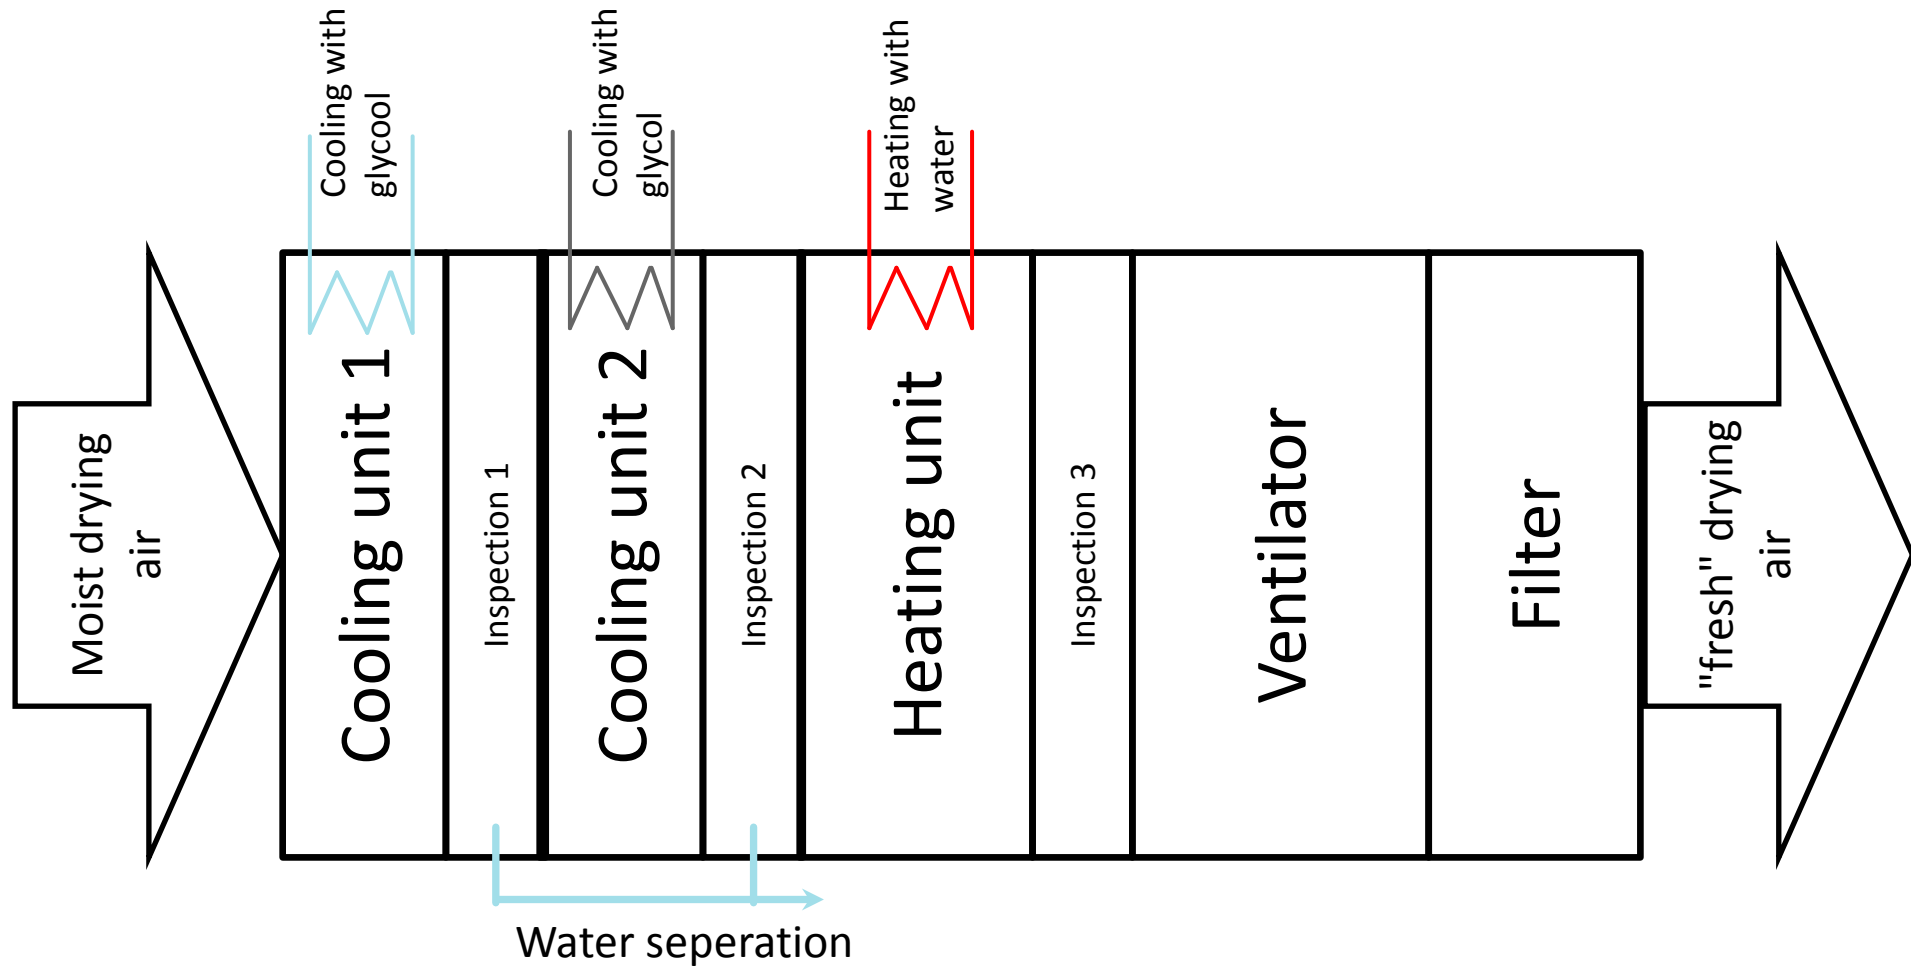 Moist drying
air
Cooling with
glycool
Cooling unit 1
Inspection 1
Cooling with
glycol
Cooling unit 2
Inspection 2
Heating with
water
Heating unit
Inspection 3
Ventilator
Filter
"fresh" drying
air
Water seperation